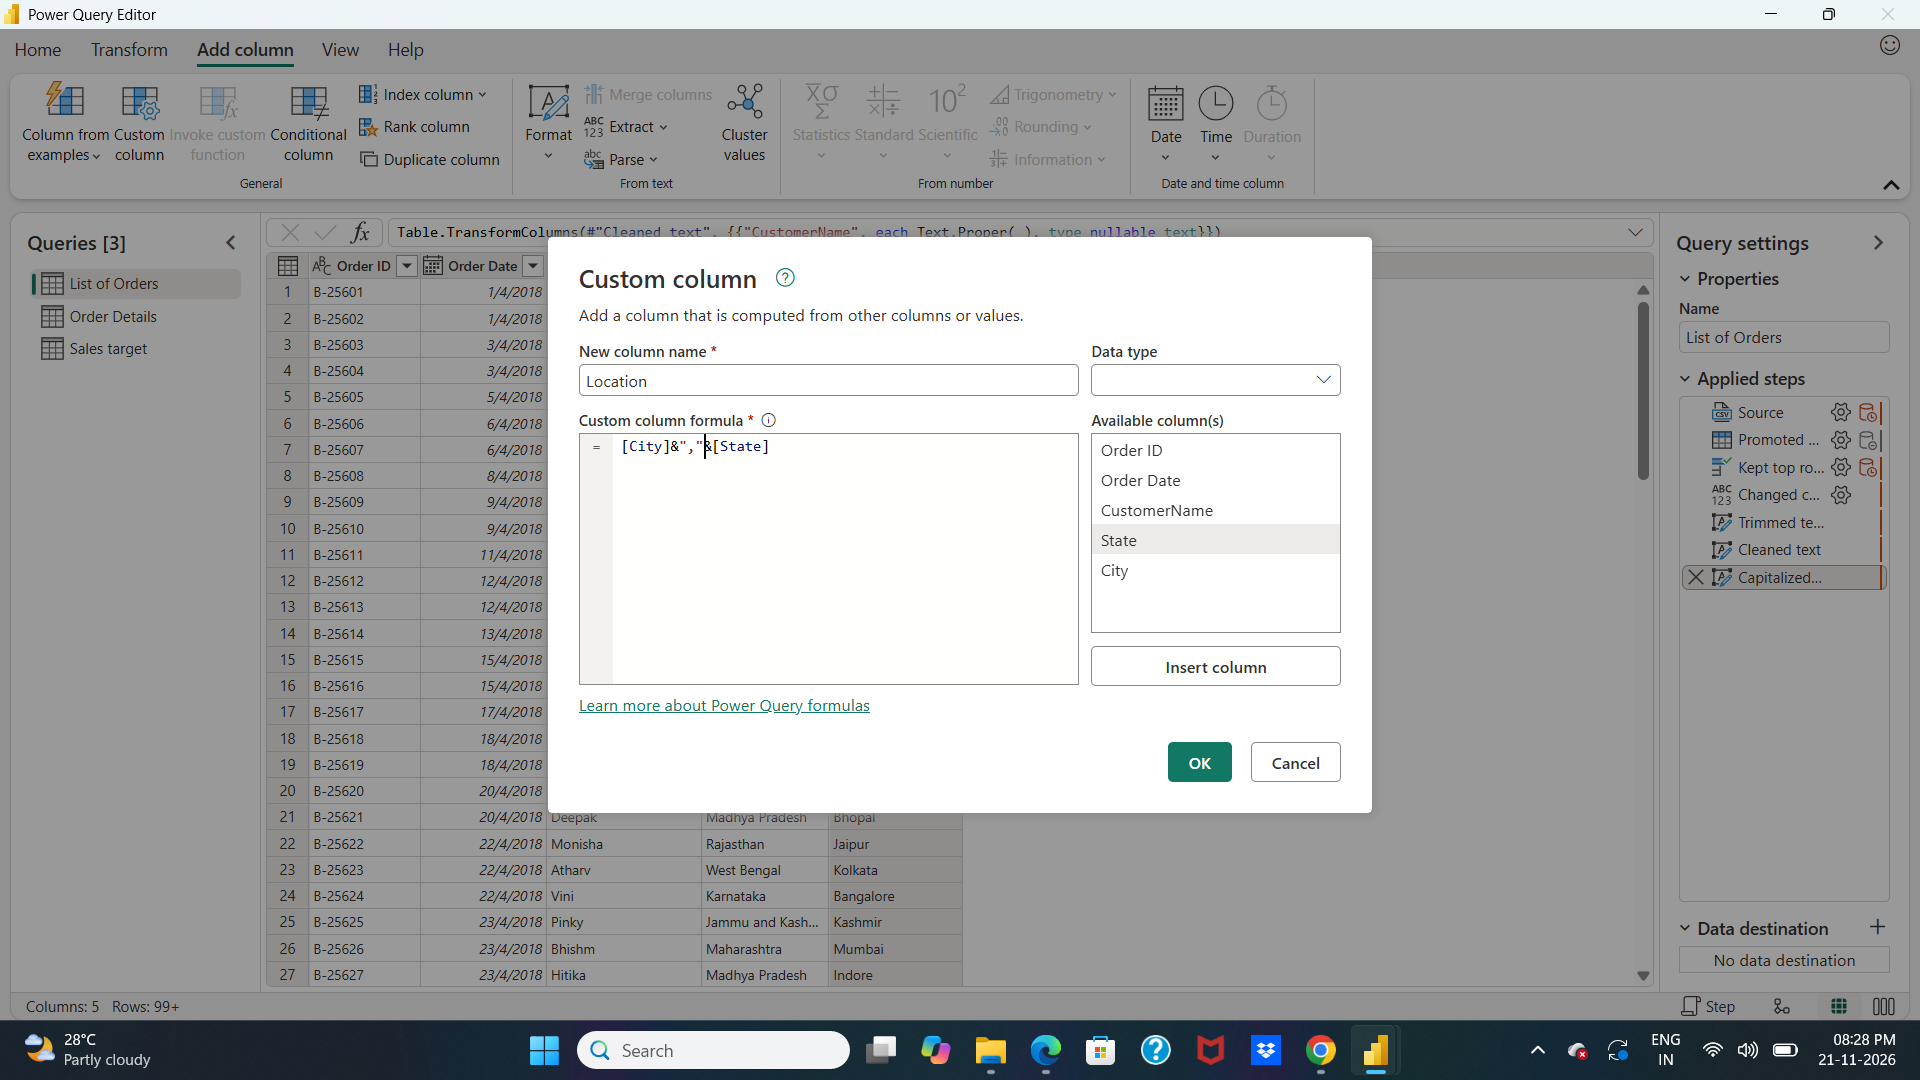 Power Query Editor
Home Transform Add column View Help
Column from examples
Custom column
Invoke custom function
Conditional column
Index column
Rank column
Duplicate column
General
Format
Merge columns
ABC 123 Extract
abc Parse
Cluster values
From text
Statistics
Standard
10² Scientific
Trigonometry
Rounding
Information
From number
Date
Time
Duration
Date and time column
Queries [3]
List of Orders
Order Details
Sales target
fx Table.TransformColumns(#"Cleaned text", {{"CustomerName", each Text.Proper(_), type nullable text}})
Order ID Order Date
1 B-25601 1/4/2018
2 B-25602 1/4/2018
3 B-25603 3/4/2018
4 B-25604 3/4/2018
5 B-25605 5/4/2018
6 B-25606 6/4/2018
7 B-25607 6/4/2018
8 B-25608 8/4/2018
9 B-25609 9/4/2018
10 B-25610 9/4/2018
11 B-25611 11/4/2018
12 B-25612 12/4/2018
13 B-25613 12/4/2018
14 B-25614 13/4/2018
15 B-25615 15/4/2018
16 B-25616 15/4/2018
17 B-25617 17/4/2018
18 B-25618 18/4/2018
19 B-25619 18/4/2018
20 B-25620 20/4/2018
21 B-25621 20/4/2018 Deepak Madhya Pradesh Bhopal
22 B-25622 22/4/2018 Monisha Rajasthan Jaipur
23 B-25623 22/4/2018 Atharv West Bengal Kolkata
24 B-25624 22/4/2018 Vini Karnataka Bangalore
25 B-25625 23/4/2018 Pinky Jammu and Kash... Kashmir
26 B-25626 23/4/2018 Bhishm Maharashtra Mumbai
27 B-25627 23/4/2018 Hitika Madhya Pradesh Indore
Custom column
Add a column that is computed from other columns or values.
New column name *
Data type
Location
Custom column formula *
Available column(s)
= [City]&","&[State]
Order ID
Order Date
CustomerName
State
City
Insert column
Learn more about Power Query formulas
OK
Cancel
Query settings
Properties
Name
List of Orders
Applied steps
Source
Promoted ...
Kept top ro...
Changed c...
Trimmed te...
Cleaned text
Capitalized...
Data destination
No data destination
Columns: 5 Rows: 99+
Step
28°C
Partly cloudy
Search
ENG
IN
08:28 PM
21-11-2026